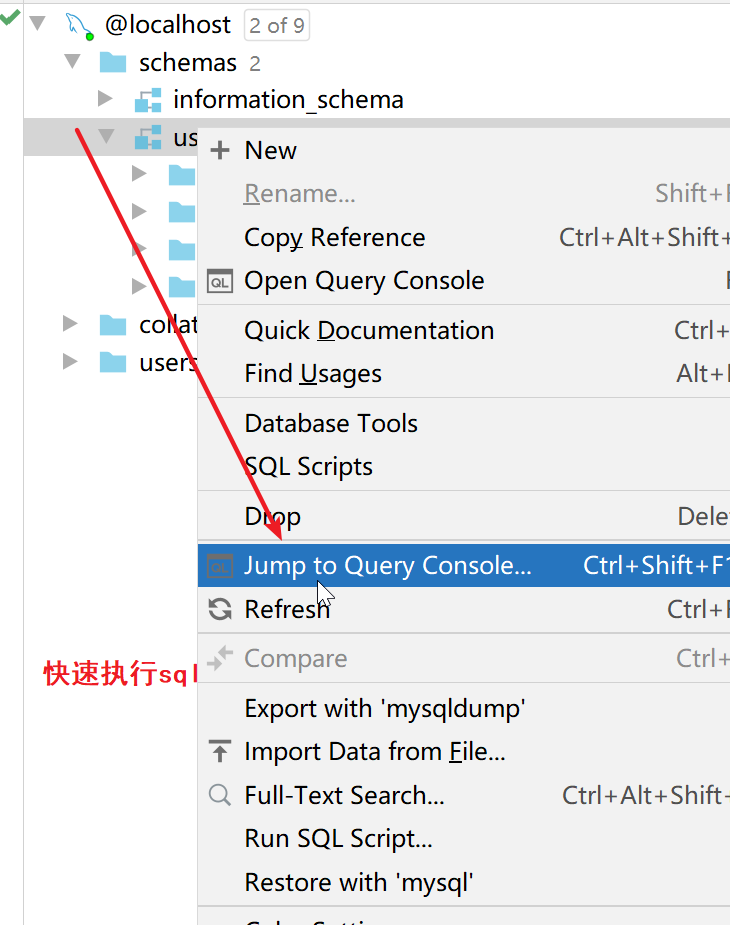 @localhost 2 of 9
schemas 2
information_schema
us
New
Rename... Shift+F
Copy Reference Ctrl+Alt+Shift+
QL Open Query Console F
Quick Documentation Ctrl+
Find Usages Alt+F
collat
users
Database Tools
SQL Scripts
Drop Dele
QL Jump to Query Console... Ctrl+Shift+F1
Refresh Ctrl+F
快速执行sql
Compare Ctrl+
Export with 'mysqldump'
Import Data from File...
Full-Text Search... Ctrl+Alt+Shift+
Run SQL Script...
Restore with 'mysql'